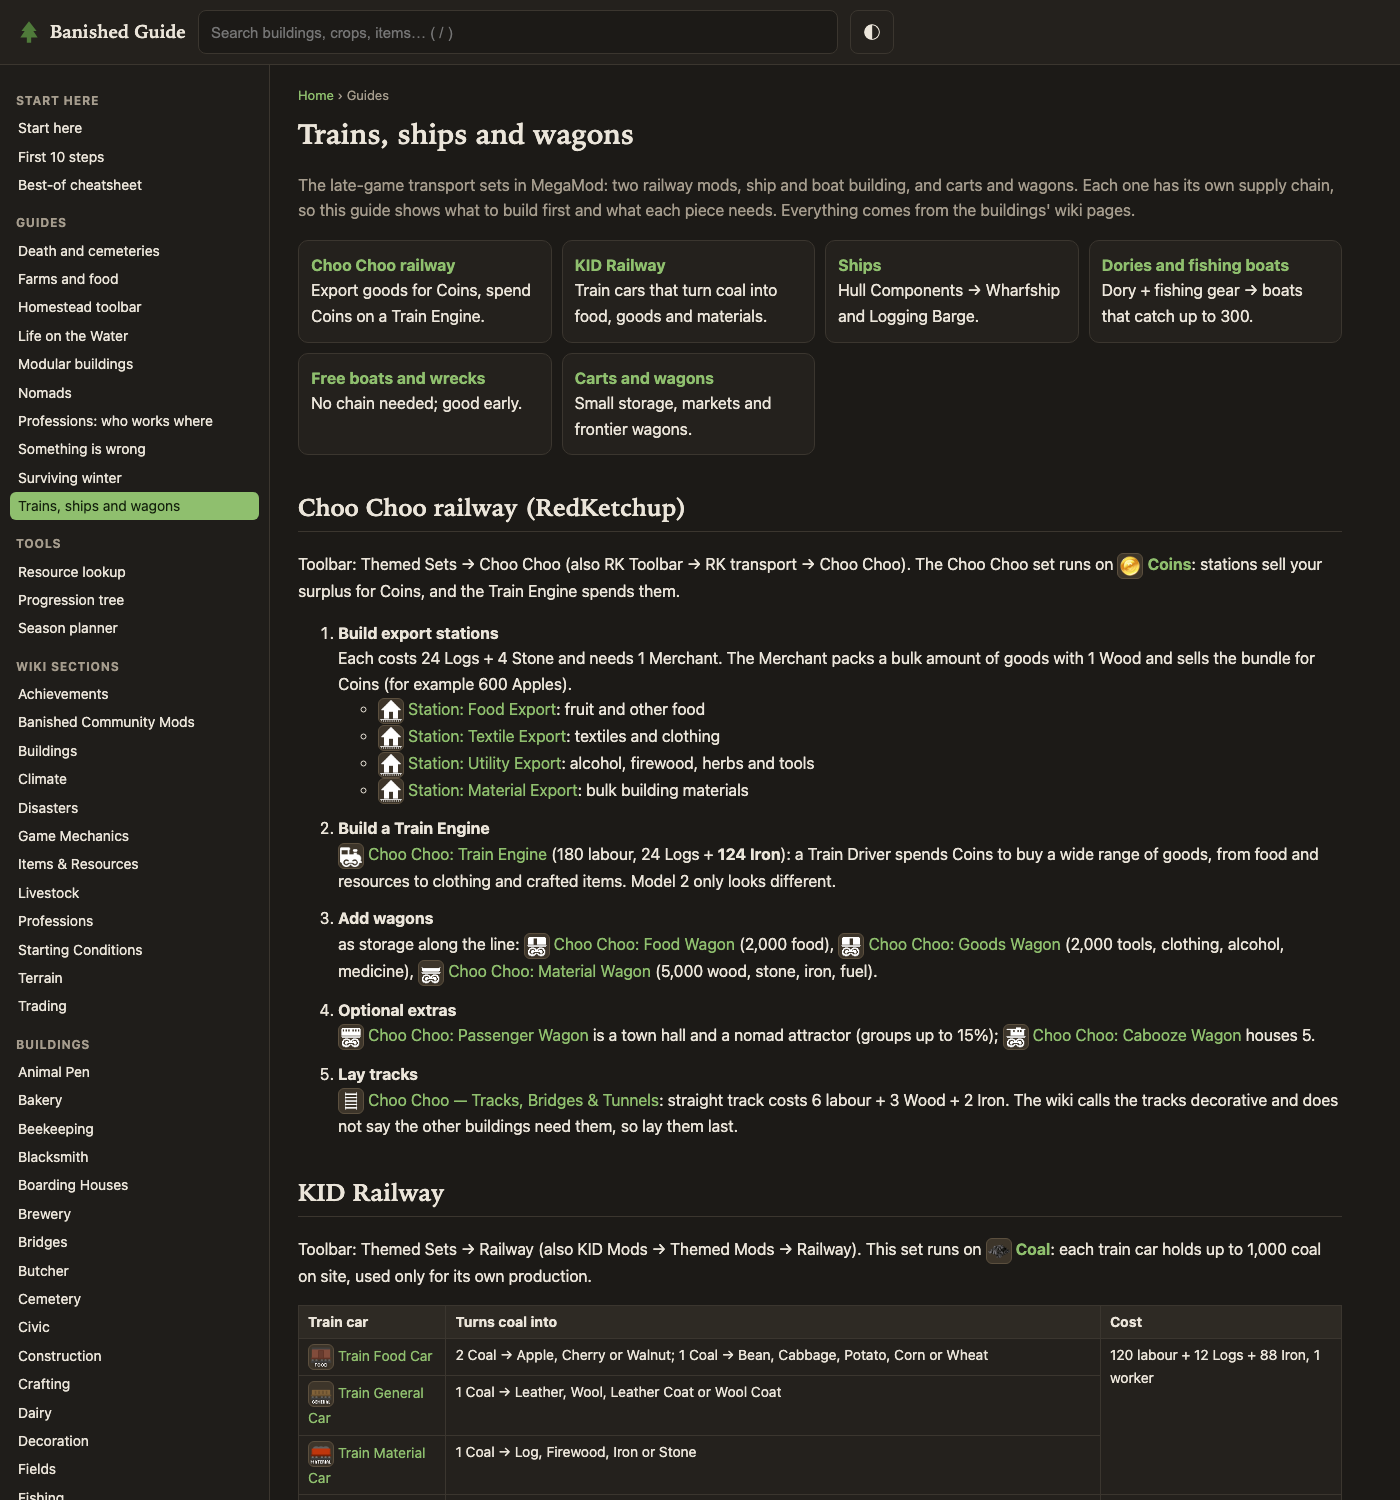 Banished Guide
Search buildings, crops, items... ( / )
START HERE
Start here
First 10 steps
Best-of cheatsheet
GUIDES
Death and cemeteries
Farms and food
Homestead toolbar
Life on the Water
Modular buildings
Nomads
Professions: who works where
Something is wrong
Surviving winter
Trains, ships and wagons
TOOLS
Resource lookup
Progression tree
Season planner
WIKI SECTIONS
Achievements
Banished Community Mods
Buildings
Climate
Disasters
Game Mechanics
Items & Resources
Livestock
Professions
Starting Conditions
Terrain
Trading
BUILDINGS
Animal Pen
Bakery
Beekeeping
Blacksmith
Boarding Houses
Brewery
Bridges
Butcher
Cemetery
Civic
Construction
Crafting
Dairy
Decoration
Fields
Fishing
Home › Guides
Trains, ships and wagons
The late-game transport sets in MegaMod: two railway mods, ship and boat building, and carts and wagons. Each one has its own supply chain,
so this guide shows what to build first and what each piece needs. Everything comes from the buildings' wiki pages.
Choo Choo railway
Export goods for Coins, spend
Coins on a Train Engine.
KID Railway
Train cars that turn coal into
food, goods and materials.
Ships
Hull Components → Wharfship
and Logging Barge.
Dories and fishing boats
Dory + fishing gear → boats
that catch up to 300.
Free boats and wrecks
No chain needed; good early.
Carts and wagons
Small storage, markets and
frontier wagons.
Choo Choo railway (RedKetchup)
Toolbar: Themed Sets → Choo Choo (also RK Toolbar → RK transport → Choo Choo). The Choo Choo set runs on Coins: stations sell your
surplus for Coins, and the Train Engine spends them.
1. Build export stations
Each costs 24 Logs + 4 Stone and needs 1 Merchant. The Merchant packs a bulk amount of goods with 1 Wood and sells the bundle for
Coins (for example 600 Apples).
Station: Food Export: fruit and other food
Station: Textile Export: textiles and clothing
Station: Utility Export: alcohol, firewood, herbs and tools
Station: Material Export: bulk building materials
2. Build a Train Engine
Choo Choo: Train Engine (180 labour, 24 Logs + 124 Iron): a Train Driver spends Coins to buy a wide range of goods, from food and
resources to clothing and crafted items. Model 2 only looks different.
3. Add wagons
as storage along the line: Choo Choo: Food Wagon (2,000 food), Choo Choo: Goods Wagon (2,000 tools, clothing, alcohol,
medicine), Choo Choo: Material Wagon (5,000 wood, stone, iron, fuel).
4. Optional extras
Choo Choo: Passenger Wagon is a town hall and a nomad attractor (groups up to 15%); Choo Choo: Cabooze Wagon houses 5.
5. Lay tracks
Choo Choo — Tracks, Bridges & Tunnels: straight track costs 6 labour + 3 Wood + 2 Iron. The wiki calls the tracks decorative and does
not say the other buildings need them, so lay them last.
KID Railway
Toolbar: Themed Sets → Railway (also KID Mods → Themed Mods → Railway). This set runs on Coal: each train car holds up to 1,000 coal
on site, used only for its own production.
Train car Turns coal into Cost
FOOD Train Food Car 2 Coal → Apple, Cherry or Walnut; 1 Coal → Bean, Cabbage, Potato, Corn or Wheat 120 labour + 12 Logs + 88 Iron, 1
worker
GENERAL Train General 1 Coal → Leather, Wool, Leather Coat or Wool Coat
Car
MATERIAL Train Material 1 Coal → Log, Firewood, Iron or Stone
Car